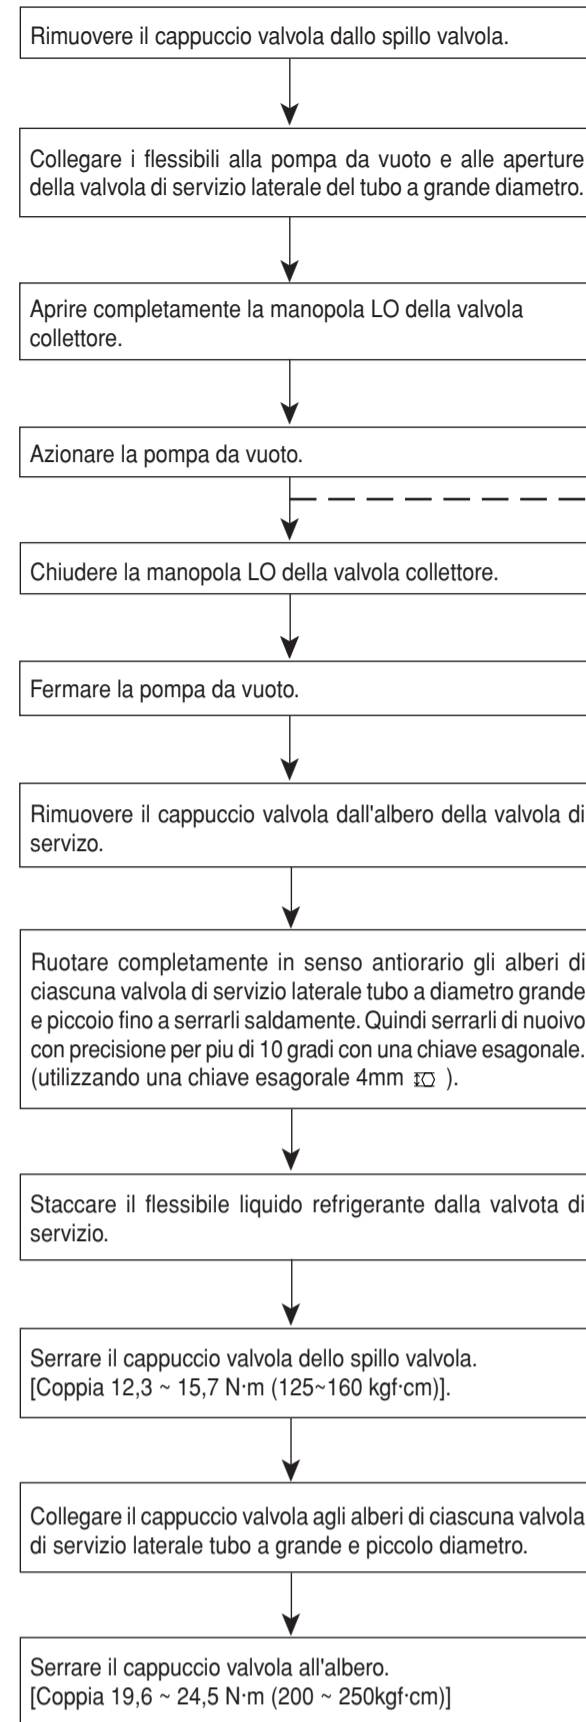 Rimuovere il cappuccio valvola dallo spillo valvola.
Collegare i flessibili alla pompa da vuoto e alle aperture
della valvola di servizio laterale del tubo a grande diametro.
Aprire completamente la manopola LO della valvola
collettore.
Azionare la pompa da vuoto.
Chiudere la manopola LO della valvola collettore.
Fermare la pompa da vuoto.
Rimuovere il cappuccio valvola dall'albero della valvola di
servizo.
Ruotare completamente in senso antiorario gli alberi di
ciascuna valvola di servizio laterale tubo a diametro grande
e piccoio fino a serrarli saldamente. Quindi serrarli di nuoivo
con precisione per piu di 10 gradi con una chiave esagonale.
(utilizzando una chiave esagorale 4mm ).
Staccare il flessibile liquido refrigerante dalla valvota di
servizio.
Serrare il cappuccio valvola dello spillo valvola.
[Coppia 12,3 ~ 15,7 N·m (125~160 kgf·cm)].
Collegare il cappuccio valvola agli alberi di ciascuna valvola
di servizio laterale tubo a grande e piccolo diametro.
Serrare il cappuccio valvola all'albero.
[Coppia 19,6 ~ 24,5 N·m (200 ~ 250kgf·cm)]